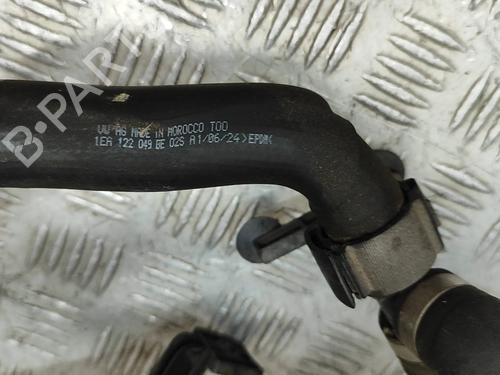 B-PARTS
VW AG MADE IN MOROCCO TOO
1EA 122 049 BE 02S A1/06/24 >EPDM<